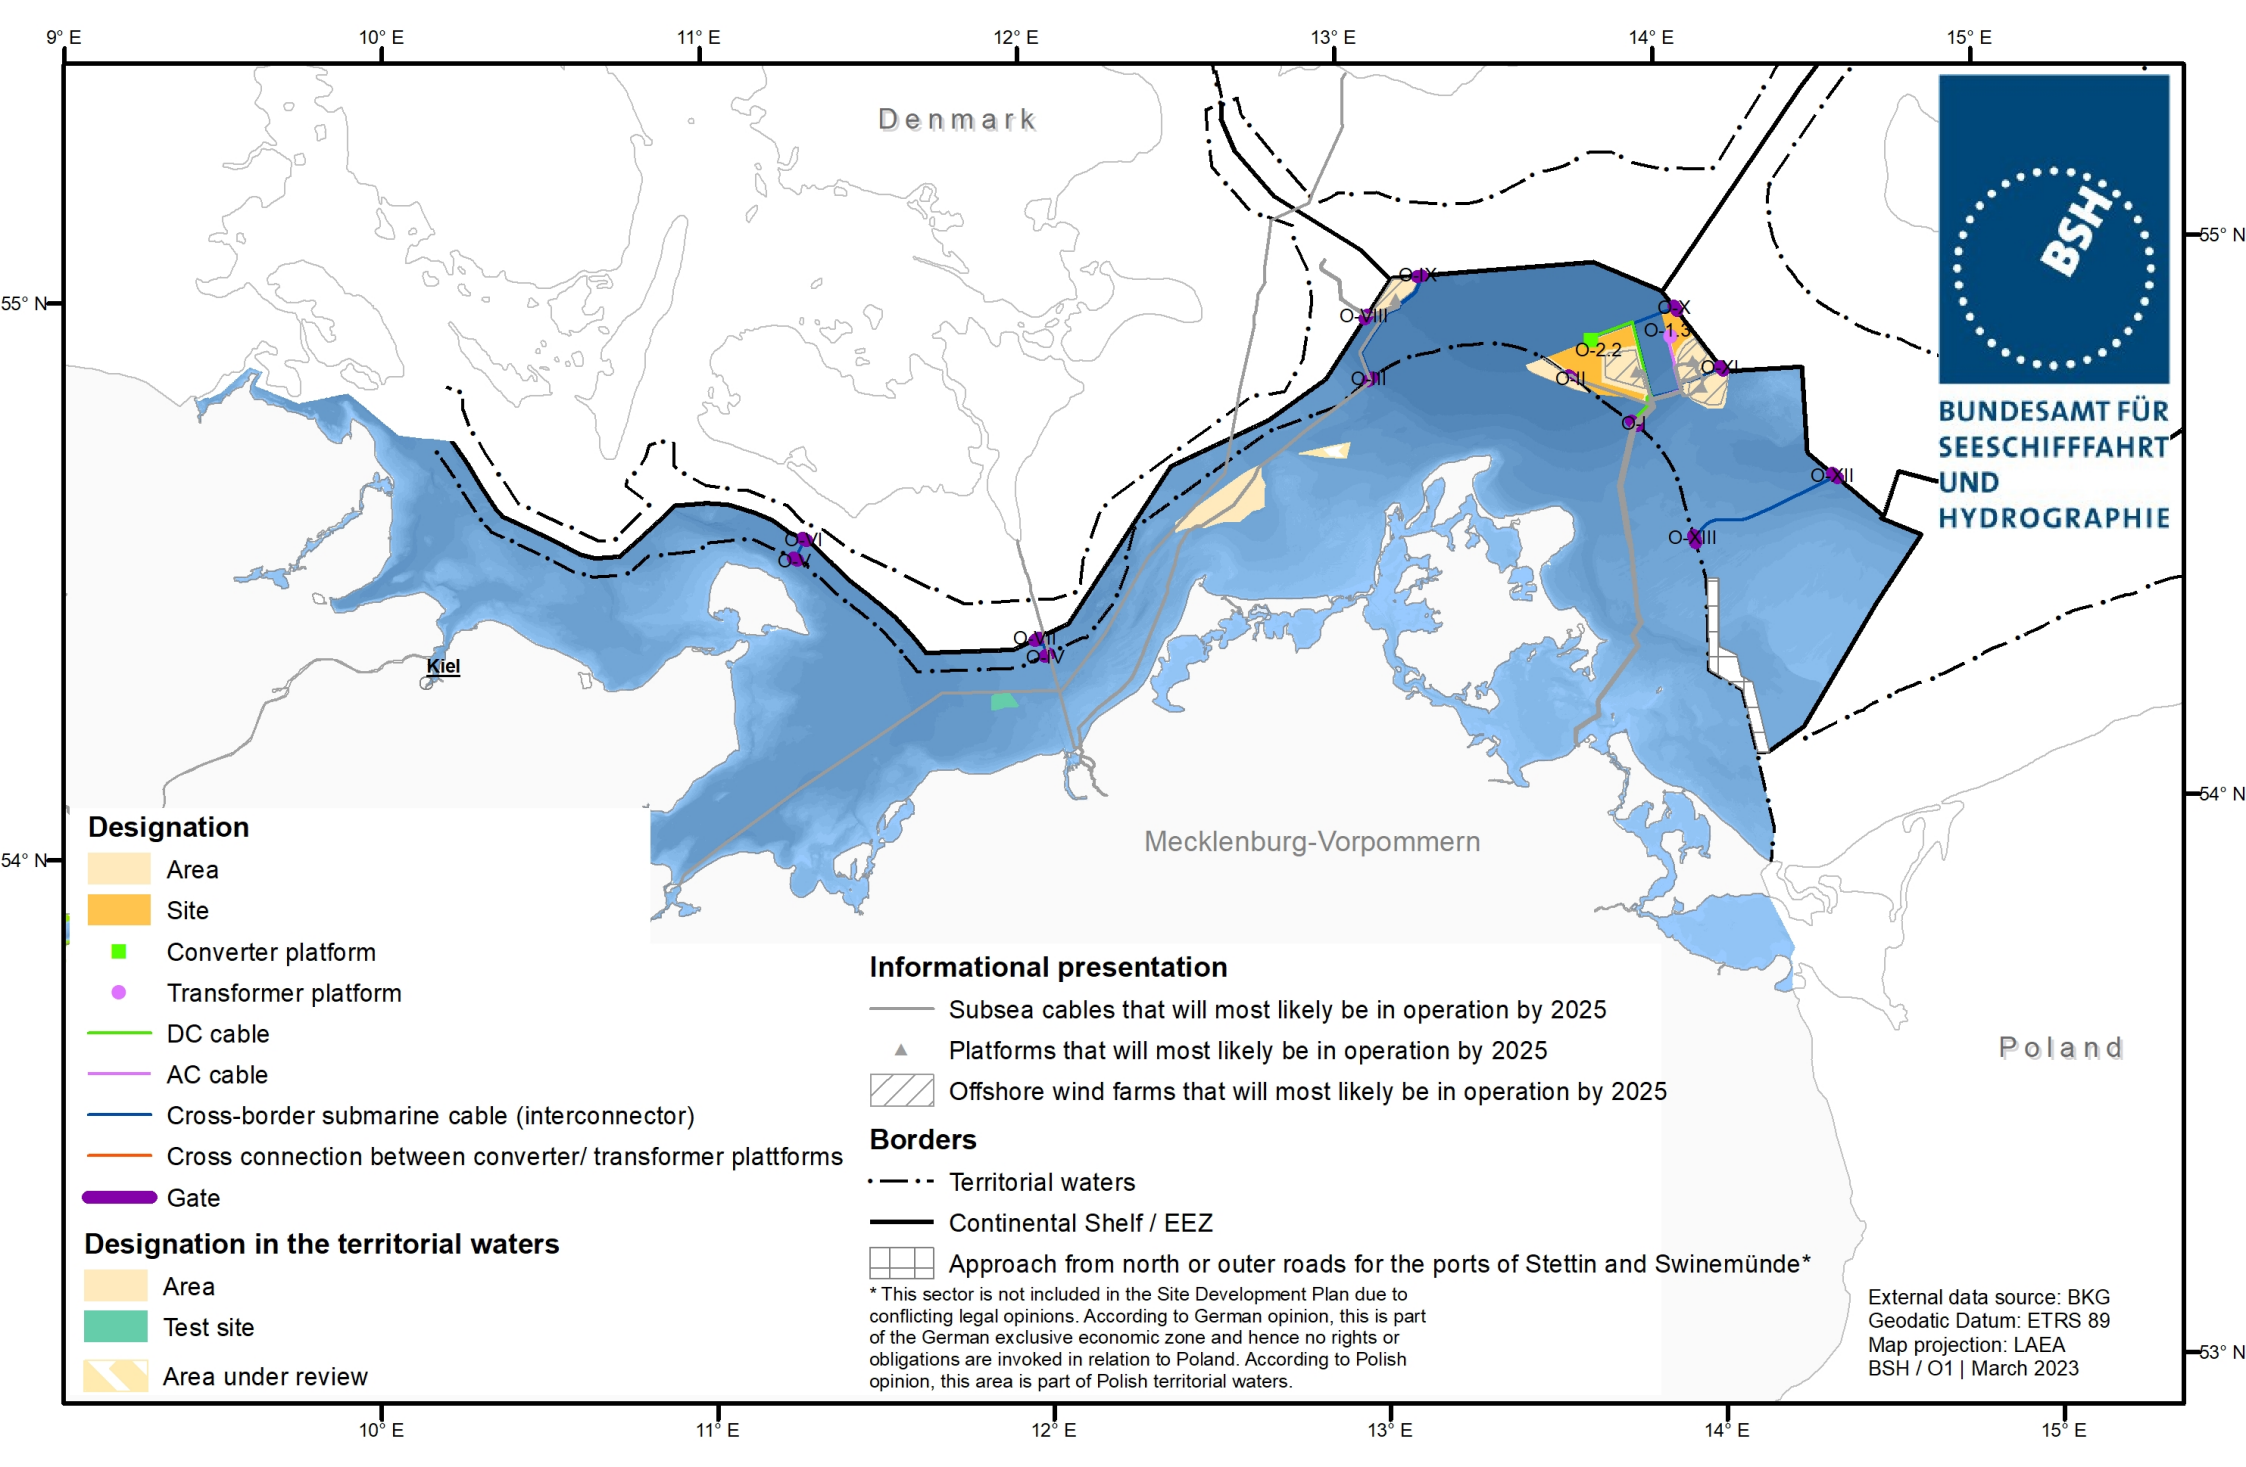 9° E
10° E
11° E
12° E
13° E
14° E
15° E
Denmark
BSH
55° N
55° N
O-IX
O-VIII
O-X
O-1.3
O-2.2
O-XI
O-III
O-II
O-I
BUNDESAMT FÜR
SEESCHIFFFAHRT
UND
HYDROGRAPHIE
O-XII
O-XIII
O-VI
O-V
O-VII
O-IV
Kiel
54° N
54° N
Mecklenburg-Vorpommern
Poland
53° N
Designation
Area
Site
Converter platform
Transformer platform
DC cable
AC cable
Cross-border submarine cable (interconnector)
Cross connection between converter/ transformer plattforms
Gate
Designation in the territorial waters
Area
Test site
Area under review
Informational presentation
Subsea cables that will most likely be in operation by 2025
Platforms that will most likely be in operation by 2025
Offshore wind farms that will most likely be in operation by 2025
Borders
Territorial waters
Continental Shelf / EEZ
Approach from north or outer roads for the ports of Stettin and Swinemünde*
* This sector is not included in the Site Development Plan due to
conflicting legal opinions. According to German opinion, this is part
of the German exclusive economic zone and hence no rights or
obligations are invoked in relation to Poland. According to Polish
opinion, this area is part of Polish territorial waters.
External data source: BKG
Geodatic Datum: ETRS 89
Map projection: LAEA
BSH / O1 | March 2023
10° E
11° E
12° E
13° E
14° E
15° E